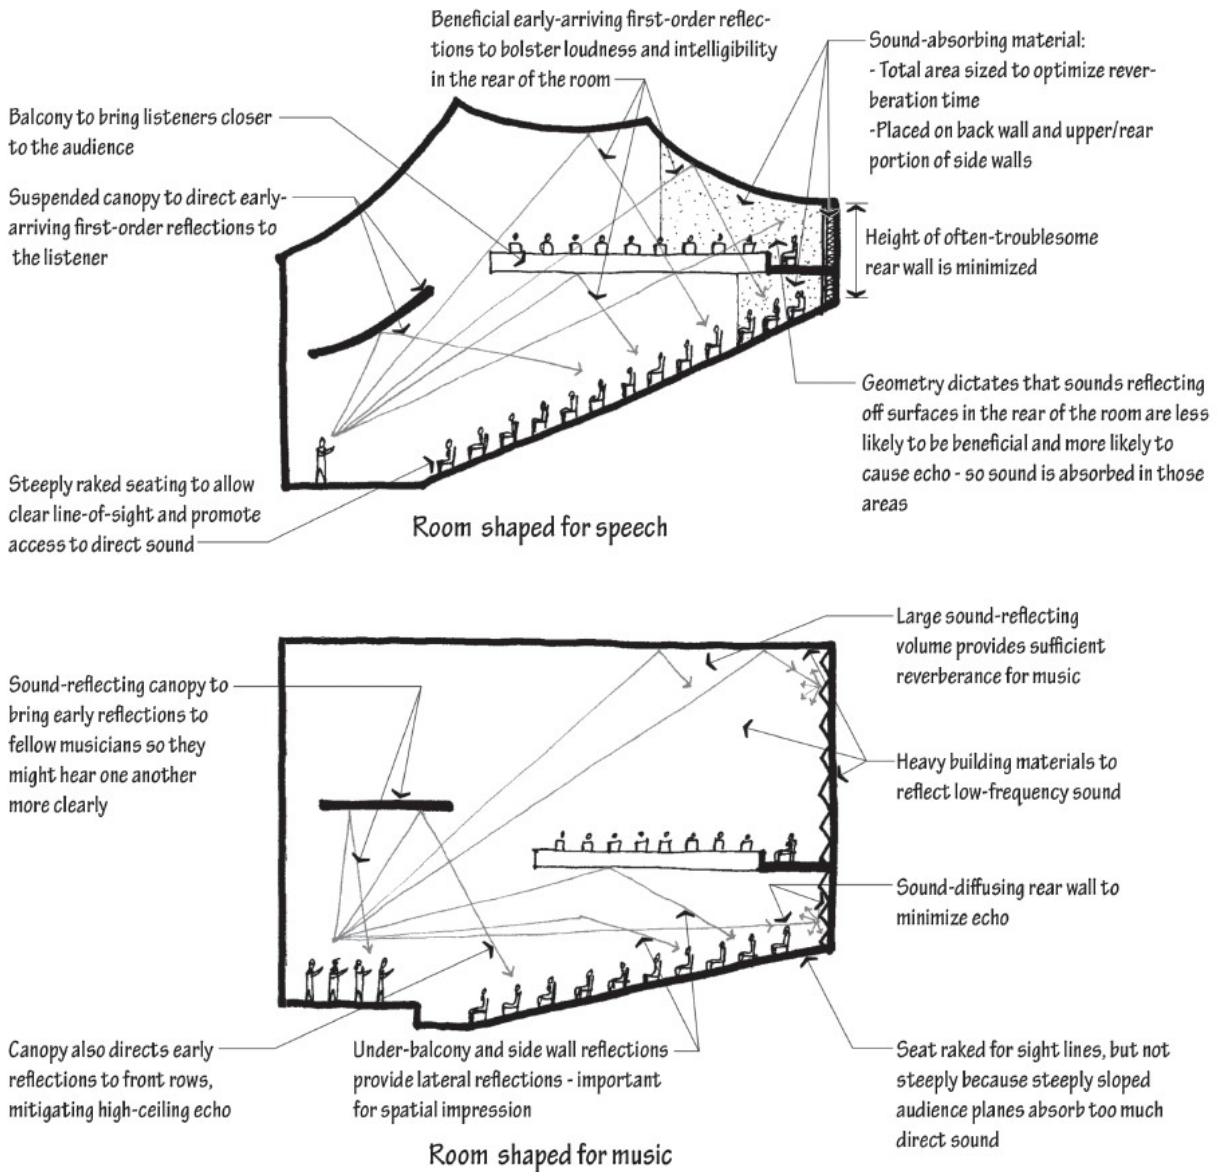 Beneficial early-arriving first-order reflec-
tions to bolster loudness and intelligibility
in the rear of the room
Sound-absorbing material:
- Total area sized to optimize rever-
beration time
-Placed on back wall and upper/rear
portion of side walls
Balcony to bring listeners closer
to the audience
Suspended canopy to direct early-
arriving first-order reflections to
the listener
Height of often-troublesome
rear wall is minimized
Geometry dictates that sounds reflecting
off surfaces in the rear of the room are less
likely to be beneficial and more likely to
cause echo - so sound is absorbed in those
areas
Steeply raked seating to allow
clear line-of-sight and promote
access to direct sound
Room shaped for speech
Large sound-reflecting
volume provides sufficient
reverberance for music
Sound-reflecting canopy to
bring early reflections to
fellow musicians so they
might hear one another
more clearly
Heavy building materials to
reflect low-frequency sound
Sound-diffusing rear wall to
minimize echo
Canopy also directs early
reflections to front rows,
mitigating high-ceiling echo
Under-balcony and side wall reflections
provide lateral reflections - important
for spatial impression
Seat raked for sight lines, but not
steeply because steeply sloped
audience planes absorb too much
direct sound
Room shaped for music